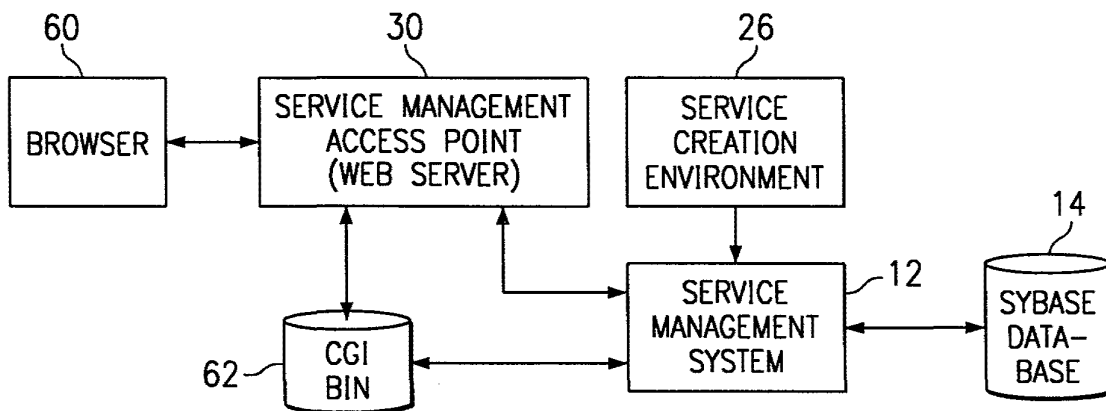 60
30
26
BROWSER
SERVICE MANAGEMENT
ACCESS POINT
(WEB SERVER)
SERVICE
CREATION
ENVIRONMENT
14
12
62
CGI
BIN
SERVICE
MANAGEMENT
SYSTEM
SYBASE
DATA-
BASE